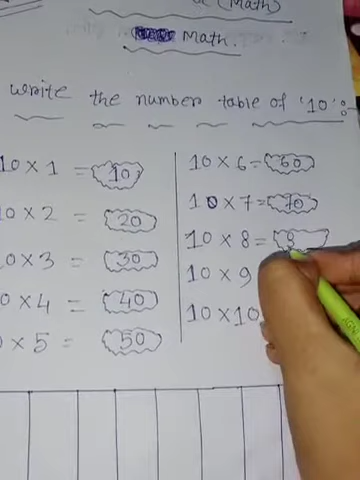 (Math)
Math.
write the number table of '10':-
10 × 1 = 10
10 × 2 = 20
10 × 3 = 30
10 × 4 = 40
10 × 5 = 50
10 × 6 = 60
10 × 7 = 70
10 × 8 =
10 × 9
10 × 10